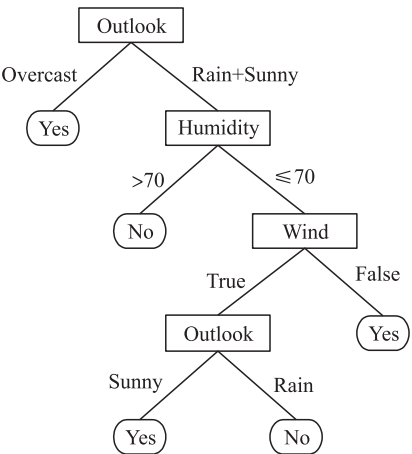 Outlook
Overcast
Rain+Sunny
Yes
Humidity
>70
≤70
No
Wind
True
False
Outlook
Yes
Sunny
Rain
Yes
No